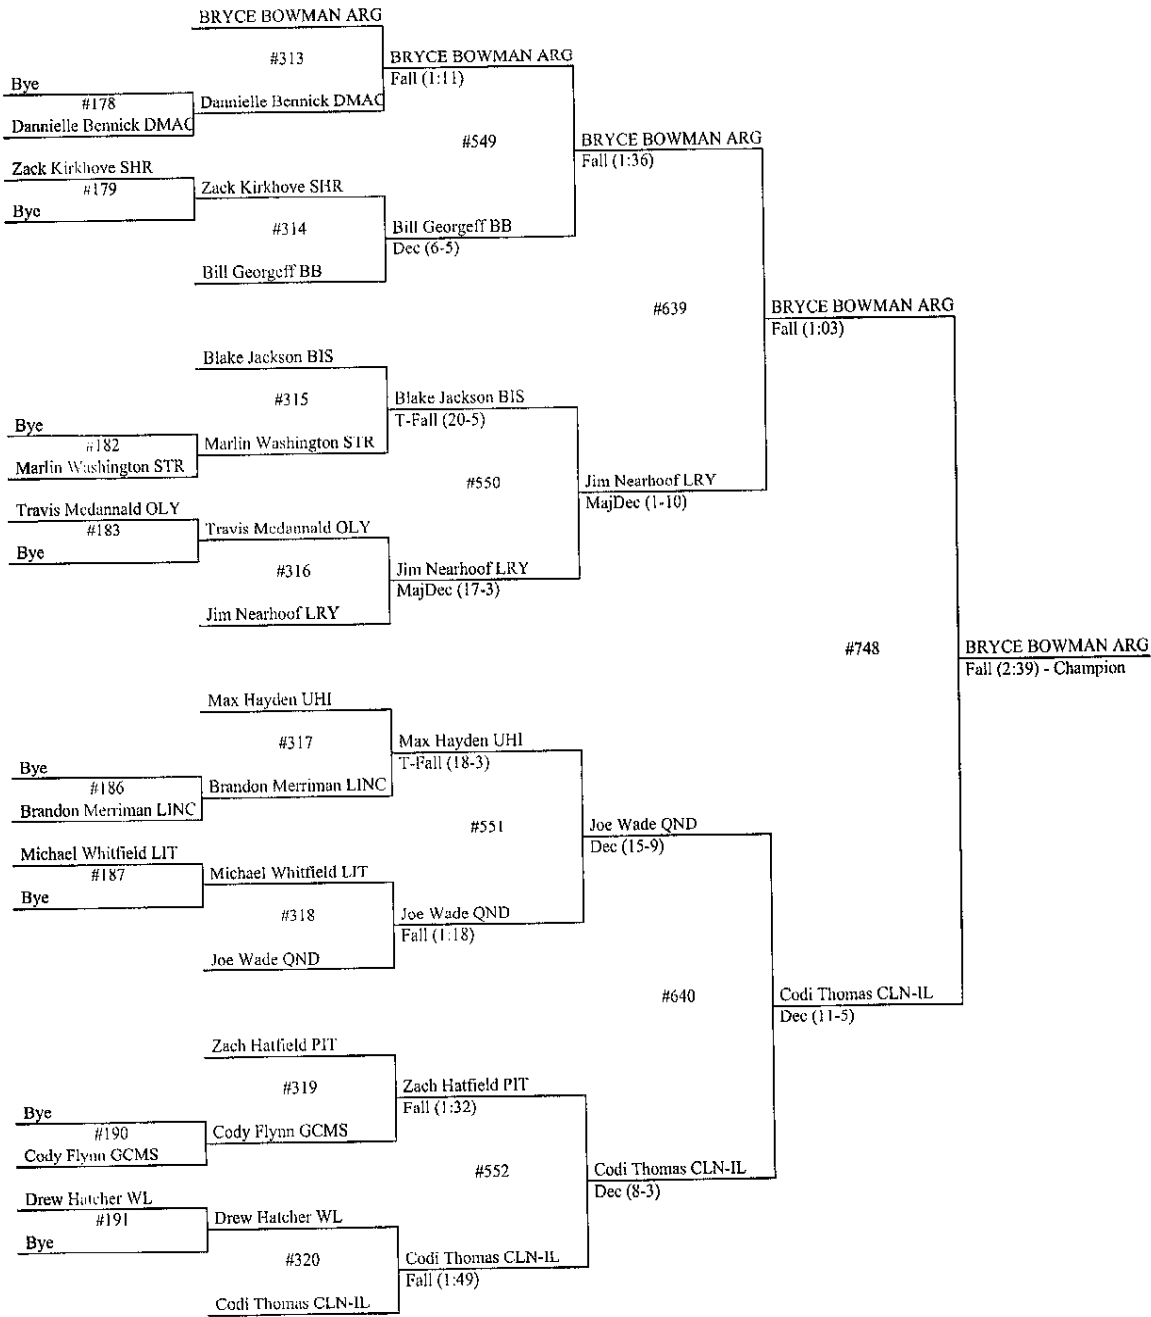 BRYCE BOWMAN ARG
#313
BRYCE BOWMAN ARG
Fall (1:11)
Bye
#178
Dannielle Bennick DMAC
Dannielle Bennick DMAC
#549
BRYCE BOWMAN ARG
Fall (1:36)
Zack Kirkhove SHR
#179
Zack Kirkhove SHR
Bye
#314
Bill Georgeff BB
Dec (6-5)
Bill Georgeff BB
#639
BRYCE BOWMAN ARG
Fall (1:03)
Blake Jackson BIS
#315
Blake Jackson BIS
T-Fall (20-5)
Bye
#182
Marlin Washington STR
Marlin Washington STR
#550
Jim Nearhoof LRY
MajDec (1-10)
Travis Mcdannald OLY
#183
Travis Mcdannald OLY
Bye
#316
Jim Nearhoof LRY
MajDec (17-3)
Jim Nearhoof LRY
#748
BRYCE BOWMAN ARG
Fall (2:39) - Champion
Max Hayden UHI
#317
Max Hayden UHI
T-Fall (18-3)
Bye
#186
Brandon Merriman LINC
Brandon Merriman LINC
#551
Joe Wade QND
Dec (15-9)
Michael Whitfield LIT
#187
Michael Whitfield LIT
Bye
#318
Joe Wade QND
Fall (1:18)
Joe Wade QND
#640
Codi Thomas CLN-IL
Dec (11-5)
Zach Hatfield PIT
#319
Zach Hatfield PIT
Fall (1:32)
Bye
#190
Cody Flynn GCMS
Cody Flynn GCMS
#552
Codi Thomas CLN-IL
Dec (8-3)
Drew Hatcher WL
#191
Drew Hatcher WL
Bye
#320
Codi Thomas CLN-IL
Fall (1:49)
Codi Thomas CLN-IL